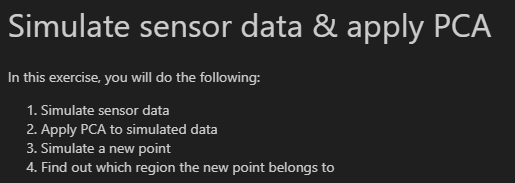 Simulate sensor data & apply PCA
In this exercise, you will do the following:
1. Simulate sensor data
2. Apply PCA to simulated data
3. Simulate a new point
4. Find out which region the new point belongs to